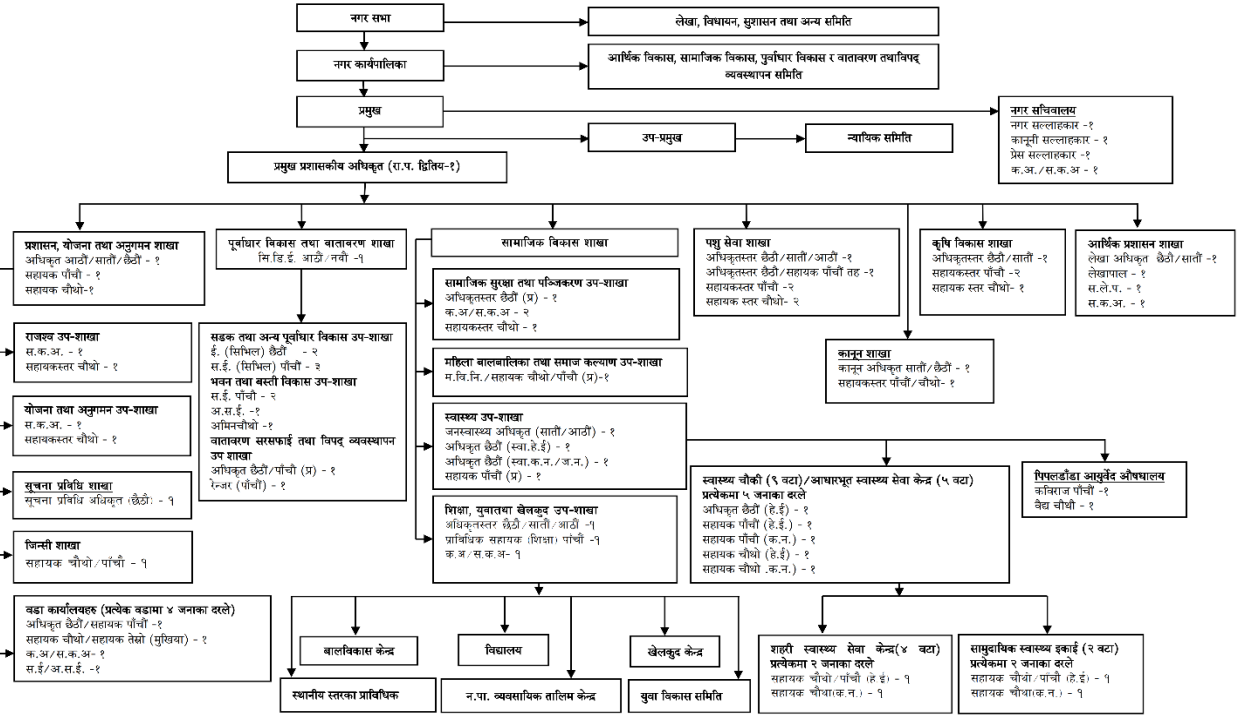 नगर सभा
लेखा, विधायन, सुशासन तथा अन्य समिति
नगर कार्यपालिका
आर्थिक विकास, सामाजिक विकास, पुर्वाधार विकास र वातावरण तथाविपद्
व्यवस्थापन समिति
प्रमुख
नगर सचिवालय
नगर सल्लाहकार -१
कानूनी सल्लाहकार -१
प्रेस सल्लाहकार -१
क.अ./स.क.अ -१
उप-प्रमुख
न्यायिक समिति
प्रमुख प्रशासकीय अधिकृत (रा.प. द्वितिय-१)
प्रशासन, योजना तथा अनुगमन शाखा
अधिकृत आठौं/सातौं/छैठौं - १
सहायक पाँचौ - १
सहायक चौथो-१
पूर्वाधार विकास तथा वातावरण शाखा
सि.डि.ई. आठौं/नवौ -१
सामाजिक विकास शाखा
पशु सेवा शाखा
अधिकृतस्तर छैठौं/सातौं/आठौं -१
अधिकृतस्तर छैठौं/सहायक पाँचौं तह -१
सहायकस्तर पाँचौं -२
सहायक स्तर चौथो- २
कृषि विकास शाखा
अधिकृतस्तर छैठौं/सातौं -१
सहायकस्तर पाँचौ -२
सहायक स्तर चौथो- १
आर्थिक प्रशासन शाखा
लेखा अधिकृत छैठौं/सातौं -१
लेखापाल - १
स.ले.प. - १
स.क.अ. - १
सामाजिक सुरक्षा तथा पञ्जिकरण उप-शाखा
अधिकृतस्तर छैठौं (प्र) - १
क.अ/स.क.अ - २
सहायकस्तर चौथो - १
राजश्व उप-शाखा
स.क.अ. - १
सहायकस्तर चौथो - १
सडक तथा अन्य पूर्वाधार विकास उप-शाखा
ई. (सिभिल) छैठौं - २
स.ई. (सिभिल) पाँचौं - ३
भवन तथा बस्ती विकास उप-शाखा
स.ई. पाँचौ - २
अ.स.ई. -१
अमिनचौथो -१
वातावरण सरसफाई तथा विपद् व्यवस्थापन
उप शाखा
अधिकृत छैठौं/पाँचौ (प्र) - १
रेन्जर (पाँचौं) - १
कानून शाखा
कानून अधिकृत सातौं/छैठौं - १
सहायकस्तर पाँचौं/चौथो- १
महिला बालबालिका तथा समाज कल्याण उप-शाखा
म.वि.नि./सहायक चौथो/पाँचौं (प्र)-१
योजना तथा अनुगमन उप-शाखा
स.क.अ. - १
सहायकस्तर चौथो - १
स्वास्थ्य उप-शाखा
जनस्वास्थ्य अधिकृत (सातौं/आठौं) - १
अधिकृत छैठौं (स्वा.हे.ई) - १
अधिकृत छैठौं (स्वा.क.न./ज.न.) - १
सहायक पाँचौं (प्र) - १
सूचना प्रविधि शाखा
सूचना प्रविधि अधिकृत (छैठौ) - १
स्वास्थ्य चौकी (९ वटा)/आधारभूत स्वास्थ्य सेवा केन्द्र (५ वटा)
प्रत्येकमा ५ जनाका दरले
अधिकृत छैठौं (हे.ई) - १
सहायक पाँचौं (हे.ई.) - १
सहायक पाँचौं (क.न.) - १
सहायक चौथो (हे.ई) - १
सहायक चौथो .क.न.) - १
पिपलडाँडा आयुर्वेद औषधालय
कविराज पाँचौं -१
वैद्य चौथौ - १
शिक्षा, युवातथा खेलकुद उप-शाखा
अधिकृतस्तर छैठौं/सातौं/आठौं -१
प्राविधिक सहायक (शिक्षा) पाँचौं -१
क.अ/स.क.अ- १
जिन्सी शाखा
सहायक चौथो/पाँचौ - १
वडा कार्यालयहरु (प्रत्येक वडामा ४ जनाका दरले)
अधिकृत छैठौं/सहायक पाँचौं -१
सहायक चौथो/सहायक तेस्रो (मुखिया) - १
क.अ/स.क.अ- १
स.ई/अ.स.ई. -१
बालविकास केन्द्र
विद्यालय
खेलकुद केन्द्र
शहरी स्वास्थ्य सेवा केन्द्र(४ वटा)
प्रत्येकमा २ जनाका दरले
सहायक चौथो/पाँचौ (हे.ई) - १
सहायक चौथा(क.न.) - १
सामुदायिक स्वास्थ्य इकाई (२ वटा)
प्रत्येकमा २ जनाका दरले
सहायक चौथो/पाँचौं (हे.ई) - १
सहायक चौथा(क.न.) - १
स्थानीय स्तरका प्राविधिक
न.पा. व्यवसायिक तालिम केन्द्र
युवा विकास समिति